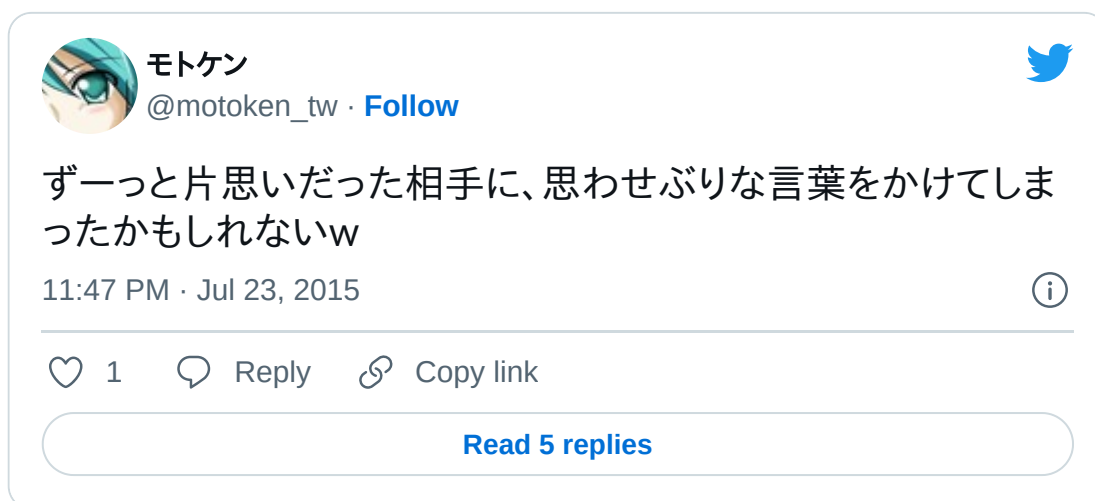 モトケン
@motoken_tw · Follow
ずーっと片思いだった相手に、思わせぶりな言葉をかけてしま
ったかもしれないw
11:47 PM · Jul 23, 2015
1 Reply Copy link
Read 5 replies